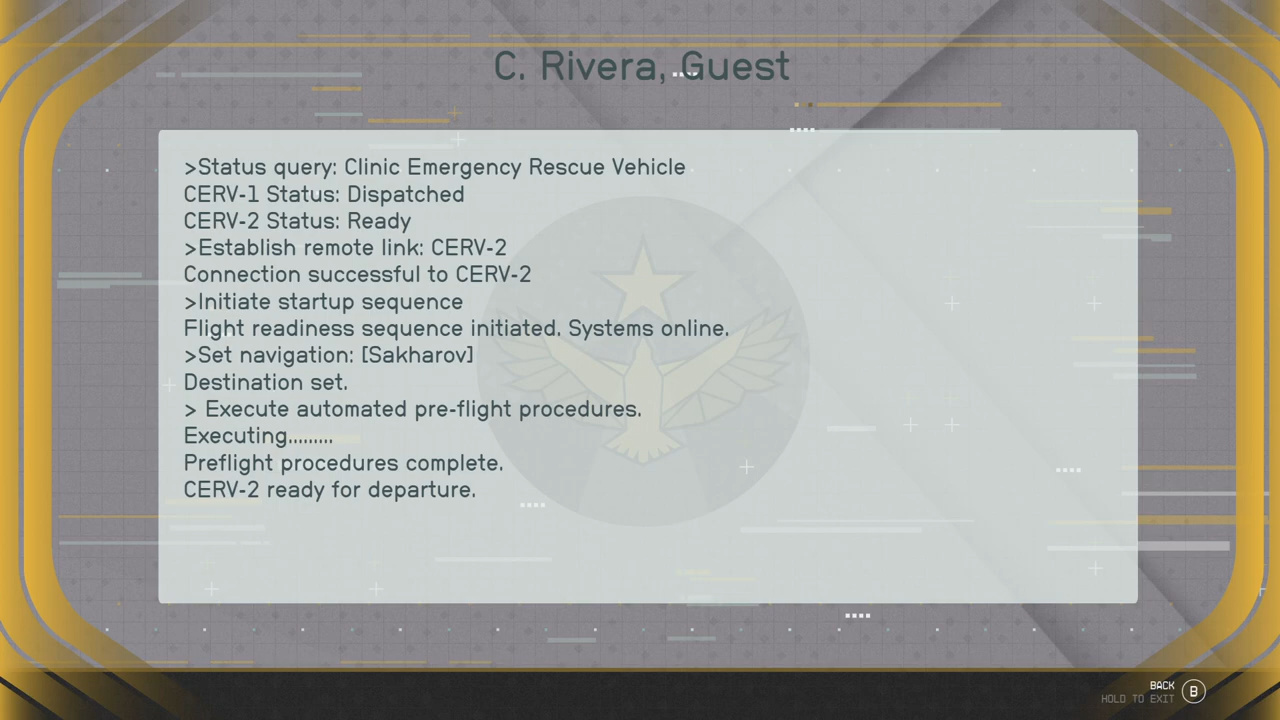 C. Rivera, Guest
>Status query: Clinic Emergency Rescue Vehicle
CERV-1 Status: Dispatched
CERV-2 Status: Ready
>Establish remote link: CERV-2
Connection successful to CERV-2
>Initiate startup sequence
Flight readiness sequence initiated. Systems online.
>Set navigation: [Sakharov]
Destination set.
> Execute automated pre-flight procedures.
Executing.........
Preflight procedures complete.
CERV-2 ready for departure.
BACK
HOLD TO EXIT
B